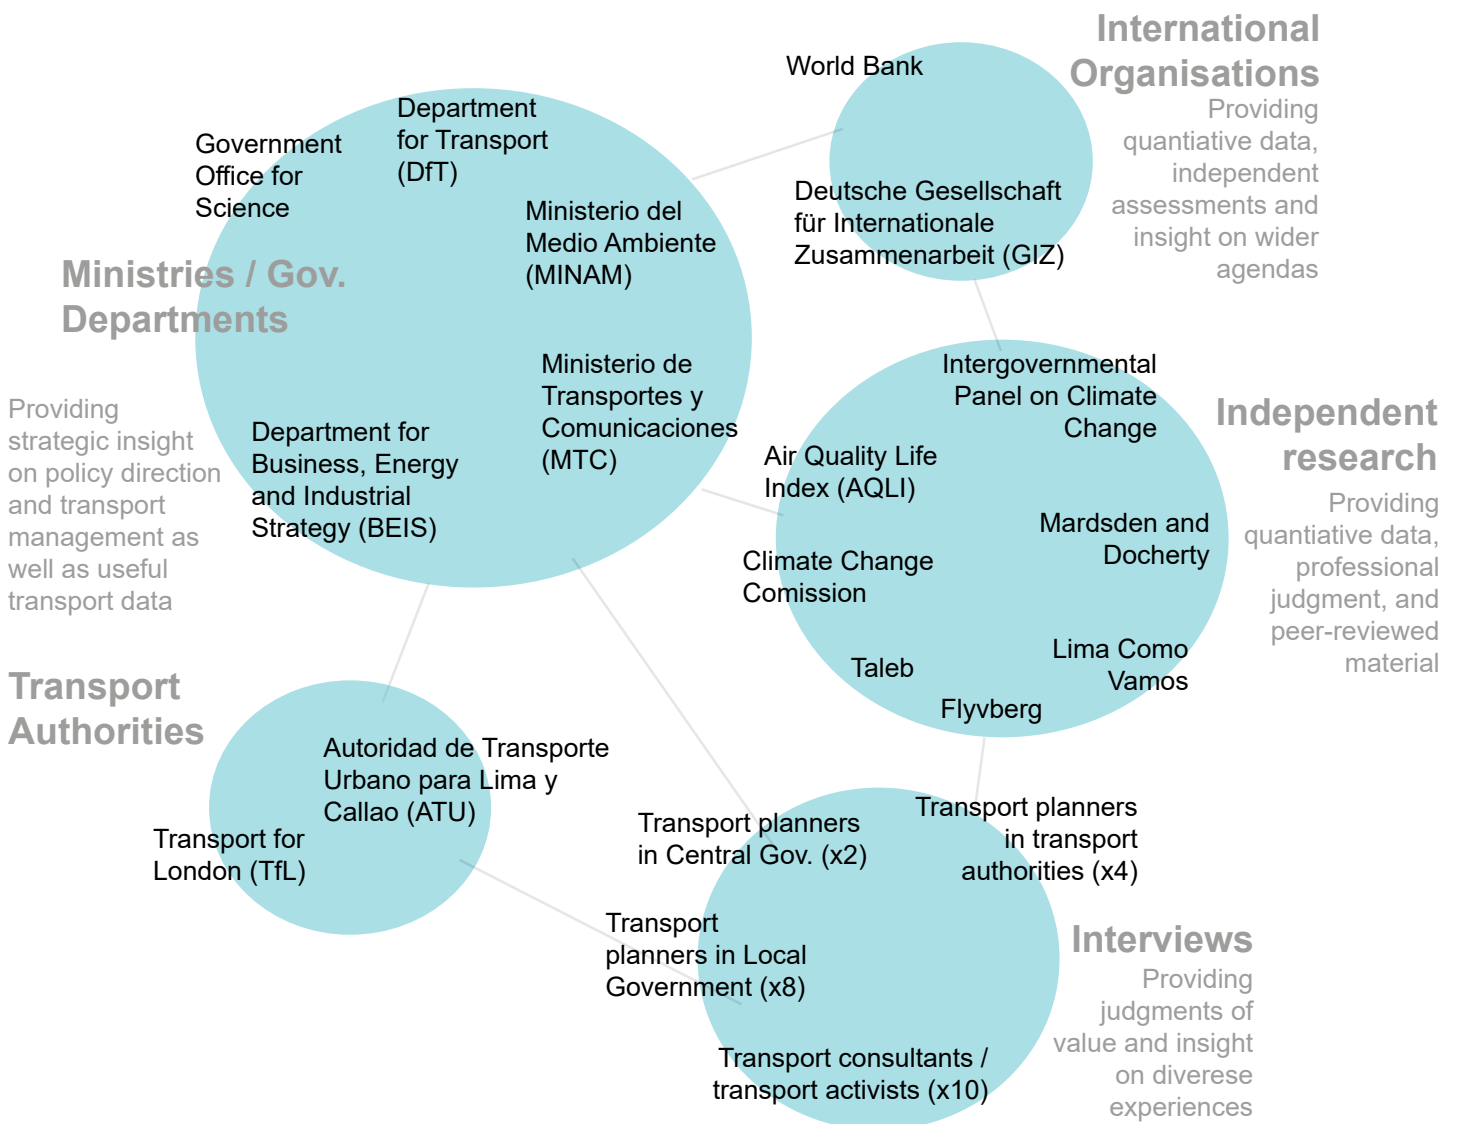 International
Organisations
Providing
quantiative data,
independent
assessments and
insight on wider
agendas
World Bank
Deutsche Gesellschaft
für Internationale
Zusammenarbeit (GIZ)
Ministries / Gov.
Departments
Providing
strategic insight
on policy direction
and transport
management as
well as useful
transport data
Government
Office for
Science
Department
for Transport
(DfT)
Ministerio del
Medio Ambiente
(MINAM)
Ministerio de
Transportes y
Comunicaciones
(MTC)
Department for
Business, Energy
and Industrial
Strategy (BEIS)
Independent
research
Providing
quantiative data,
professional
judgment, and
peer-reviewed
material
Intergovernmental
Panel on Climate
Change
Air Quality Life
Index (AQLI)
Mardsden and
Docherty
Climate Change
Comission
Lima Como
Vamos
Taleb
Flyvberg
Transport
Authorities
Autoridad de Transporte
Urbano para Lima y
Callao (ATU)
Transport for
London (TfL)
Interviews
Providing
judgments of
value and insight
on diverese
experiences
Transport planners
in Central Gov. (x2)
Transport planners
in transport
authorities (x4)
Transport
planners in Local
Government (x8)
Transport consultants /
transport activists (x10)